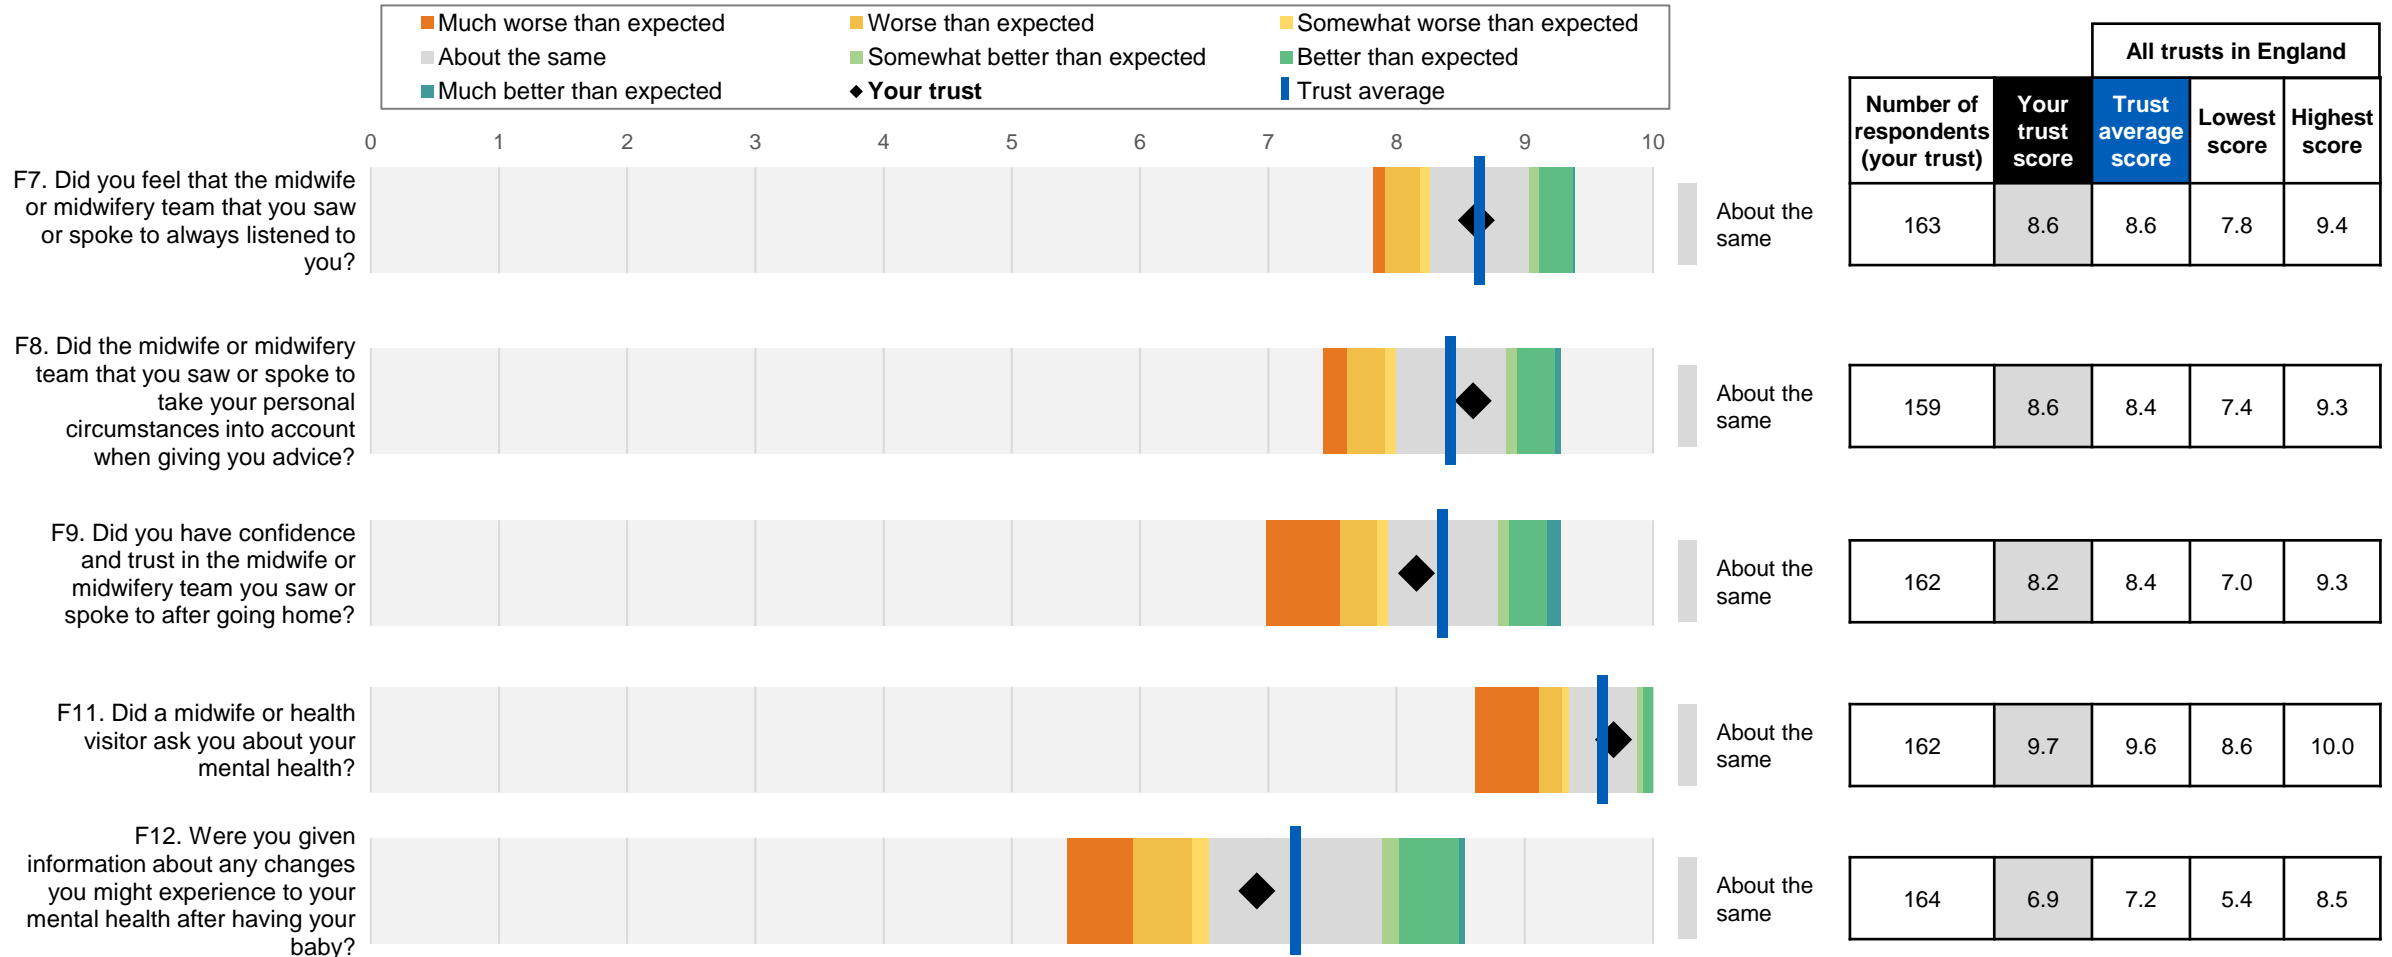 Much worse than expected
Worse than expected
Somewhat worse than expected
About the same
Somewhat better than expected
Better than expected
Much better than expected
Your trust
Trust average
All trusts in England
Number of
respondents
(your trust)
Your
trust
score
Trust
average
score
Lowest
score
Highest
score
0 1 2 3 4 5 6 7 8 9 10
F7. Did you feel that the midwife
or midwifery team that you saw
or spoke to always listened to
you?
About the
same
163 8.6 8.6 7.8 9.4
F8. Did the midwife or midwifery
team that you saw or spoke to
take your personal
circumstances into account
when giving you advice?
About the
same
159 8.6 8.4 7.4 9.3
F9. Did you have confidence
and trust in the midwife or
midwifery team you saw or
spoke to after going home?
About the
same
162 8.2 8.4 7.0 9.3
F11. Did a midwife or health
visitor ask you about your
mental health?
About the
same
162 9.7 9.6 8.6 10.0
F12. Were you given
information about any changes
you might experience to your
mental health after having your
baby?
About the
same
164 6.9 7.2 5.4 8.5